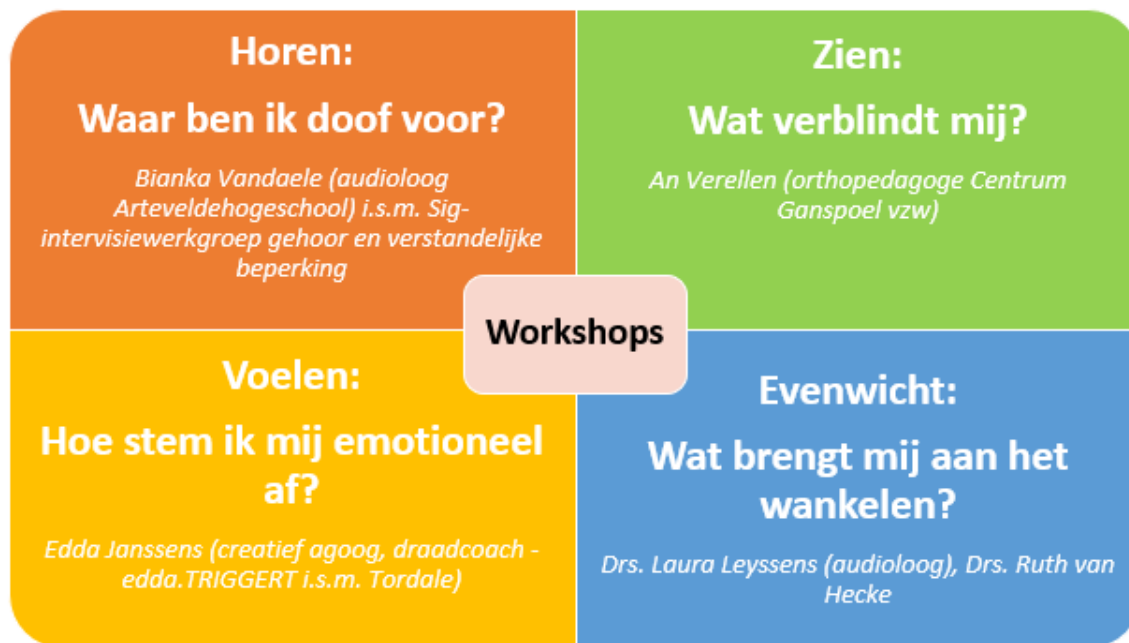 Horen:
Waar ben ik doof voor?
Bianka Vandaele (audioloog
Arteveldehogeschool) i.s.m. Sig-
intervisiewerkgroep gehoor en verstandelijke
beperking
Zien:
Wat verblindt mij?
An Verellen (orthopedagoge Centrum
Ganspoel vzw)
Workshops
Voelen:
Hoe stem ik mij emotioneel
af?
Edda Janssens (creatief agoog, draadcoach -
edda.TRIGGERT i.s.m. Tordale)
Evenwicht:
Wat brengt mij aan het
wankelen?
Drs. Laura Leyssens (audioloog), Drs. Ruth van
Hecke